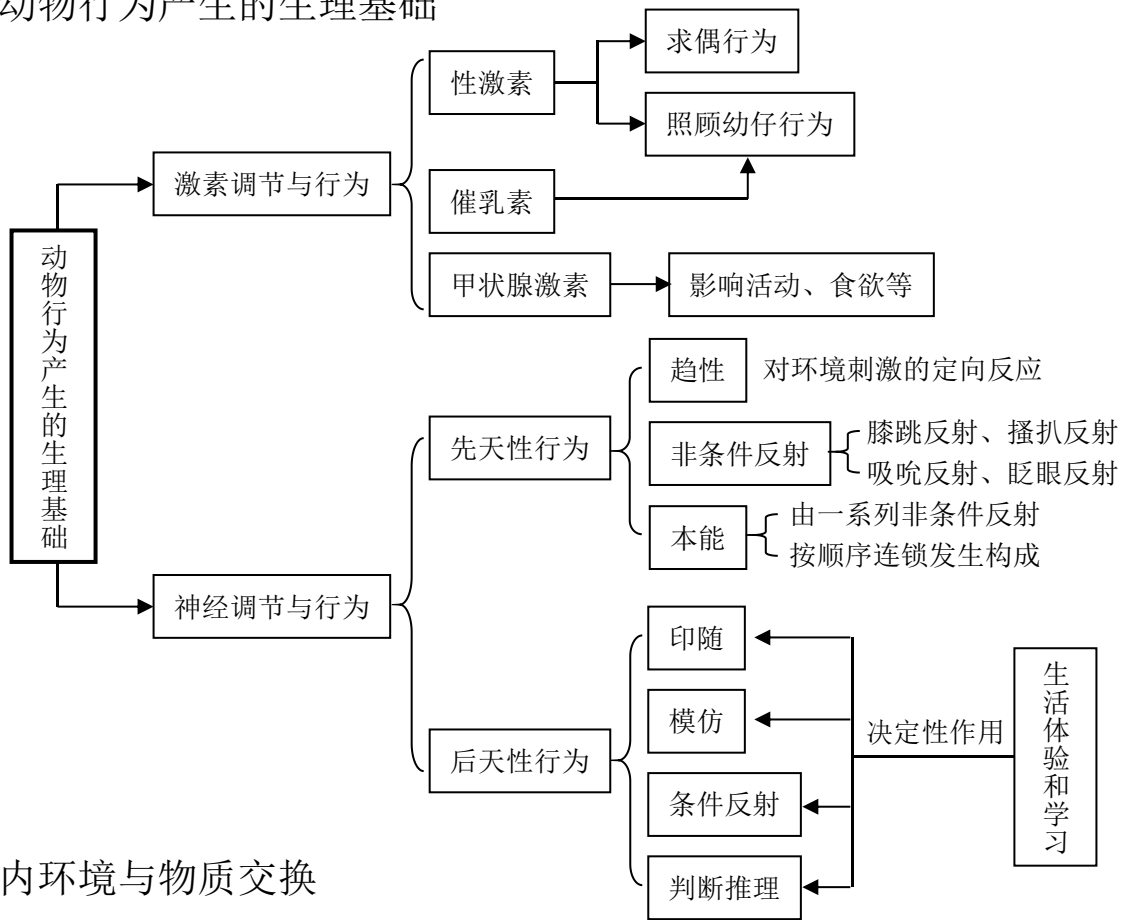 动物行为产生的生理基础
求偶行为
性激素
照顾幼仔行为
激素调节与行为
催乳素
甲状腺激素
影响活动、食欲等
动物行为产生的生理基础
趋性
对环境刺激的定向反应
先天性行为
非条件反射
膝跳反射、搔扒反射
吸吮反射、眨眼反射
本能
由一系列非条件反射
按顺序连锁发生构成
神经调节与行为
印随
模仿
后天性行为
条件反射
判断推理
决定性作用
生活体验和学习
内环境与物质交换